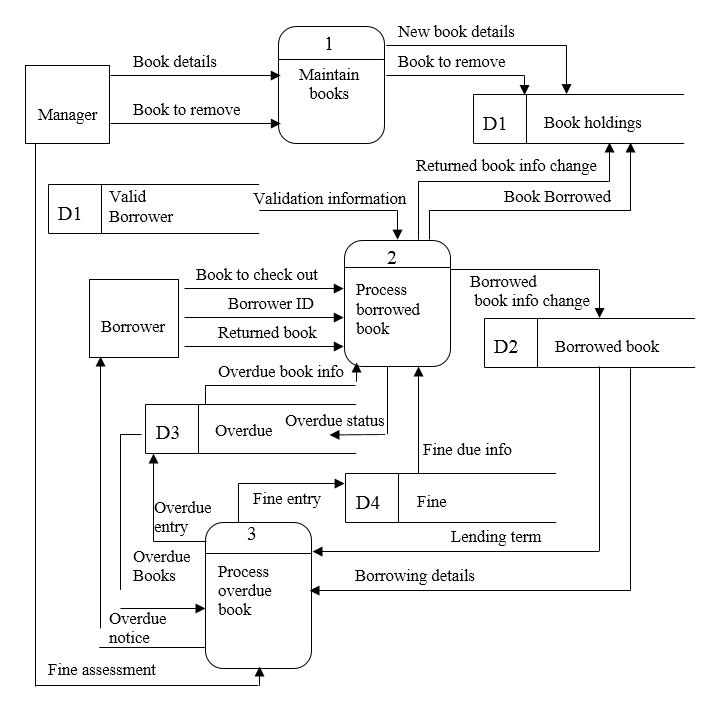 New book details
1
Book details
Book to remove
Maintain
books
Manager
Book to remove
D1
Book holdings
Returned book info change
Valid
Borrower
D1
Validation information
Book Borrowed
2
Book to check out
Borrowed
book info change
Process
borrowed
book
Borrower ID
Borrower
Returned book
D2
Borrowed book
Overdue book info
Overdue status
D3
Overdue
Fine due info
Fine entry
D4
Fine
Overdue
entry
3
Lending term
Overdue
Books
Process
overdue
book
Borrowing details
Overdue
notice
Fine assessment